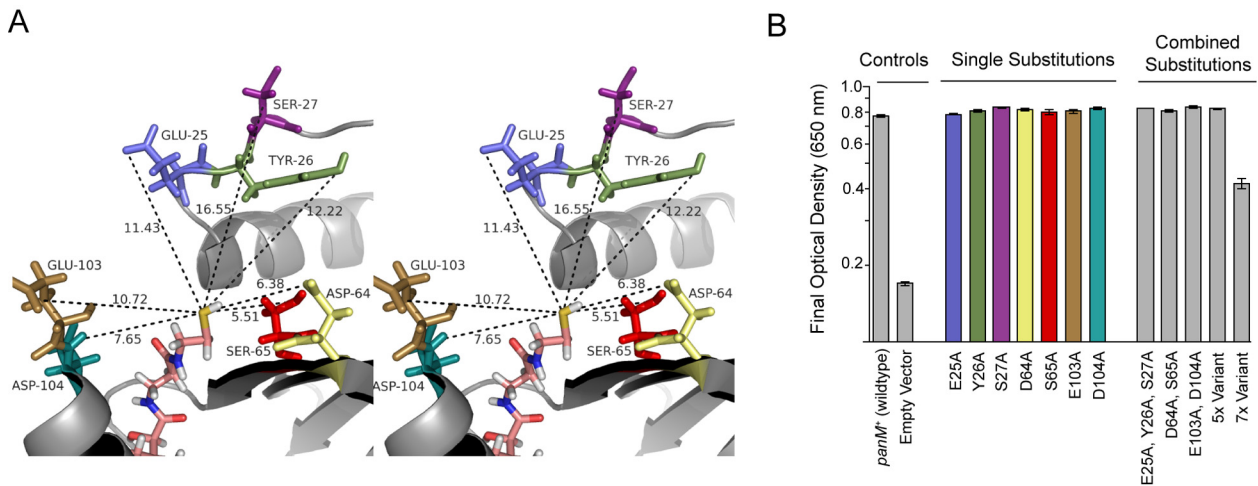 A
SER-27
GLU-25
TYR-26
16.55
12.22
11.43
GLU-103
6.38
ASP-64
10.72
5.51
7.65
SER-65
ASP-104
SER-27
GLU-25
TYR-26
16.55
12.22
11.43
GLU-103
6.38
ASP-64
10.72
5.51
7.65
SER-65
ASP-104
B
Controls
Single Substitutions
Combined
Substitutions
Final Optical Density (650 nm)
1.0
0.8
0.6
0.4
0.2
panM+ (wildtype)
Empty Vector
E25A
Y26A
S27A
D64A
S65A
E103A
D104A
E25A, Y26A, S27A
D64A, S65A
E103A, D104A
5x Variant
7x Variant